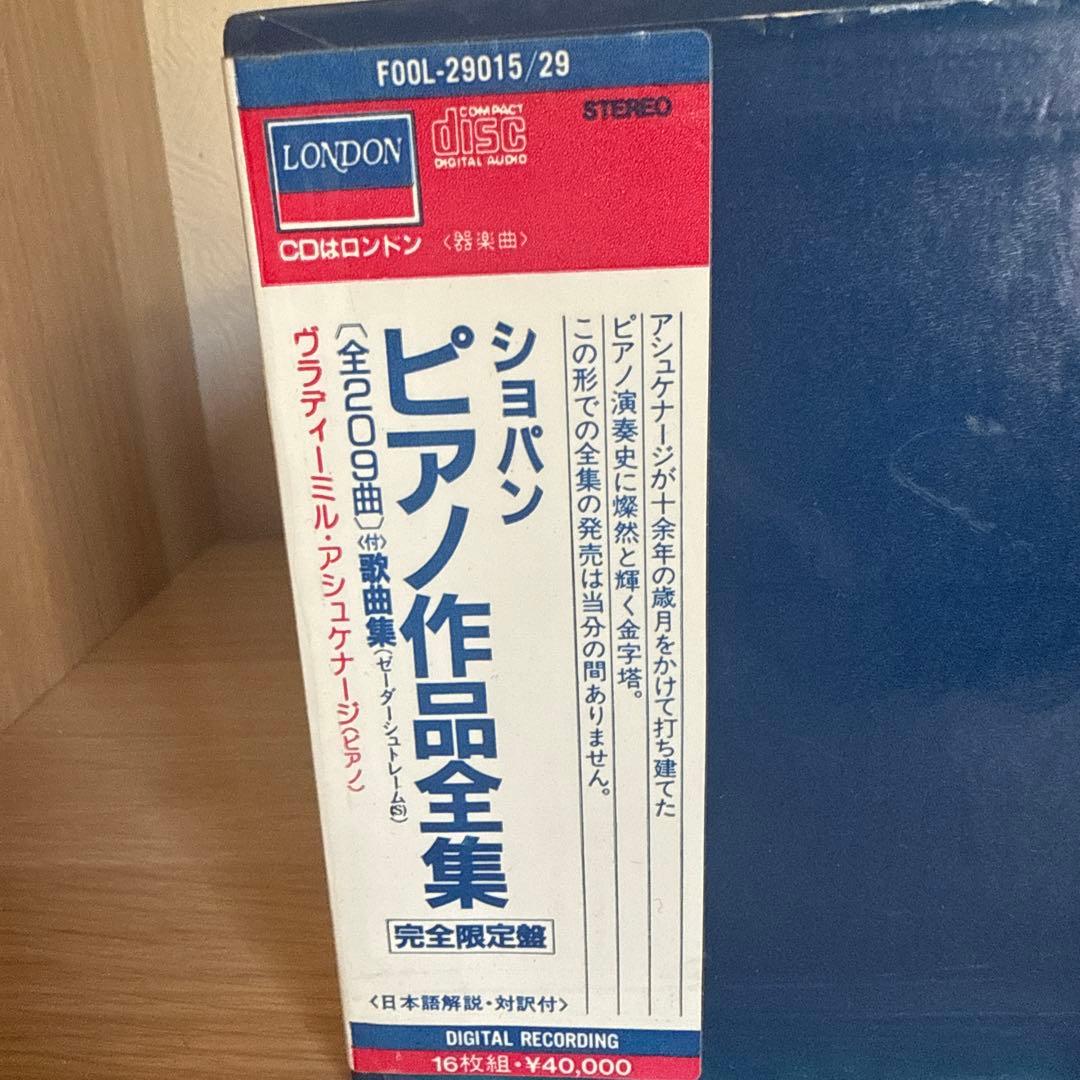 F00L-29015/29
LONDON
COMPACT
disc
DIGITAL AUDIO
STEREO
CDはロンドン
〈器楽曲〉
アシュケナージが十余年の歳月をかけて打ち建てた
ピアノ演奏史に燦然と輝く金字塔。
この形での全集の発売は当分の間ありません。
ショパン
ピアノ作品全集
〔全209曲〕〈付〉歌曲集(ゼーダーシュトレーム(S))
ヴラディーミル・アシュケナージ(ピアノ)
完全限定盤
〈日本語解説・対訳付〉
DIGITAL RECORDING
16枚組・¥40,000